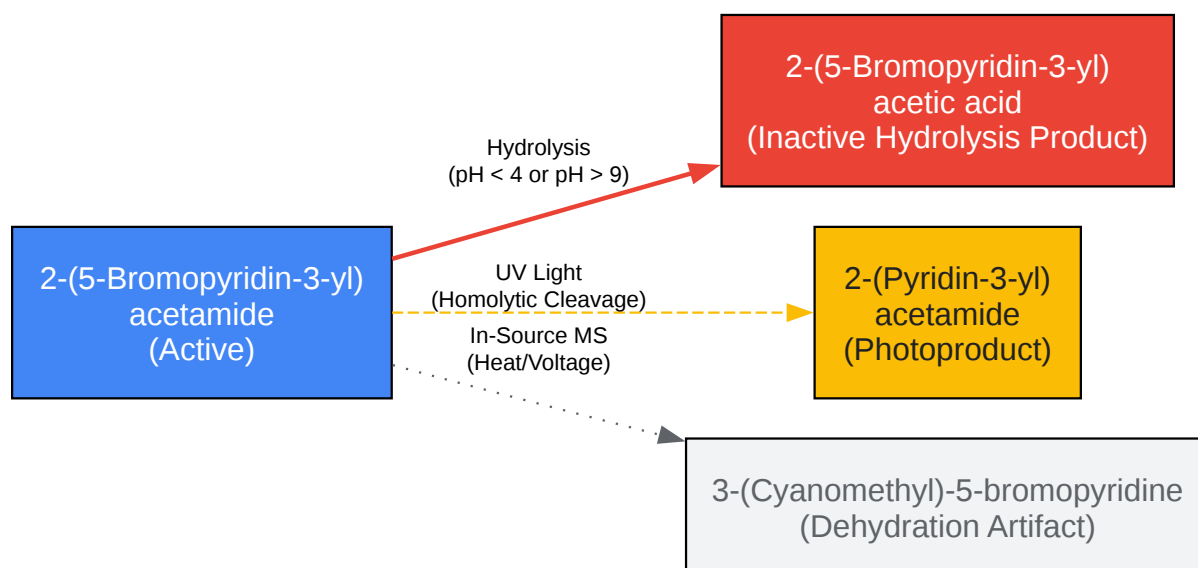 2-(5-Bromopyridin-3-yl)
acetic acid
(Inactive Hydrolysis Product)
Hydrolysis
(pH < 4 or pH > 9)
2-(5-Bromopyridin-3-yl)
acetamide
(Active)
UV Light
(Homolytic Cleavage)
In-Source MS
(Heat/Voltage)
2-(Pyridin-3-yl)
acetamide
(Photoproduct)
3-(Cyanomethyl)-5-bromopyridine
(Dehydration Artifact)